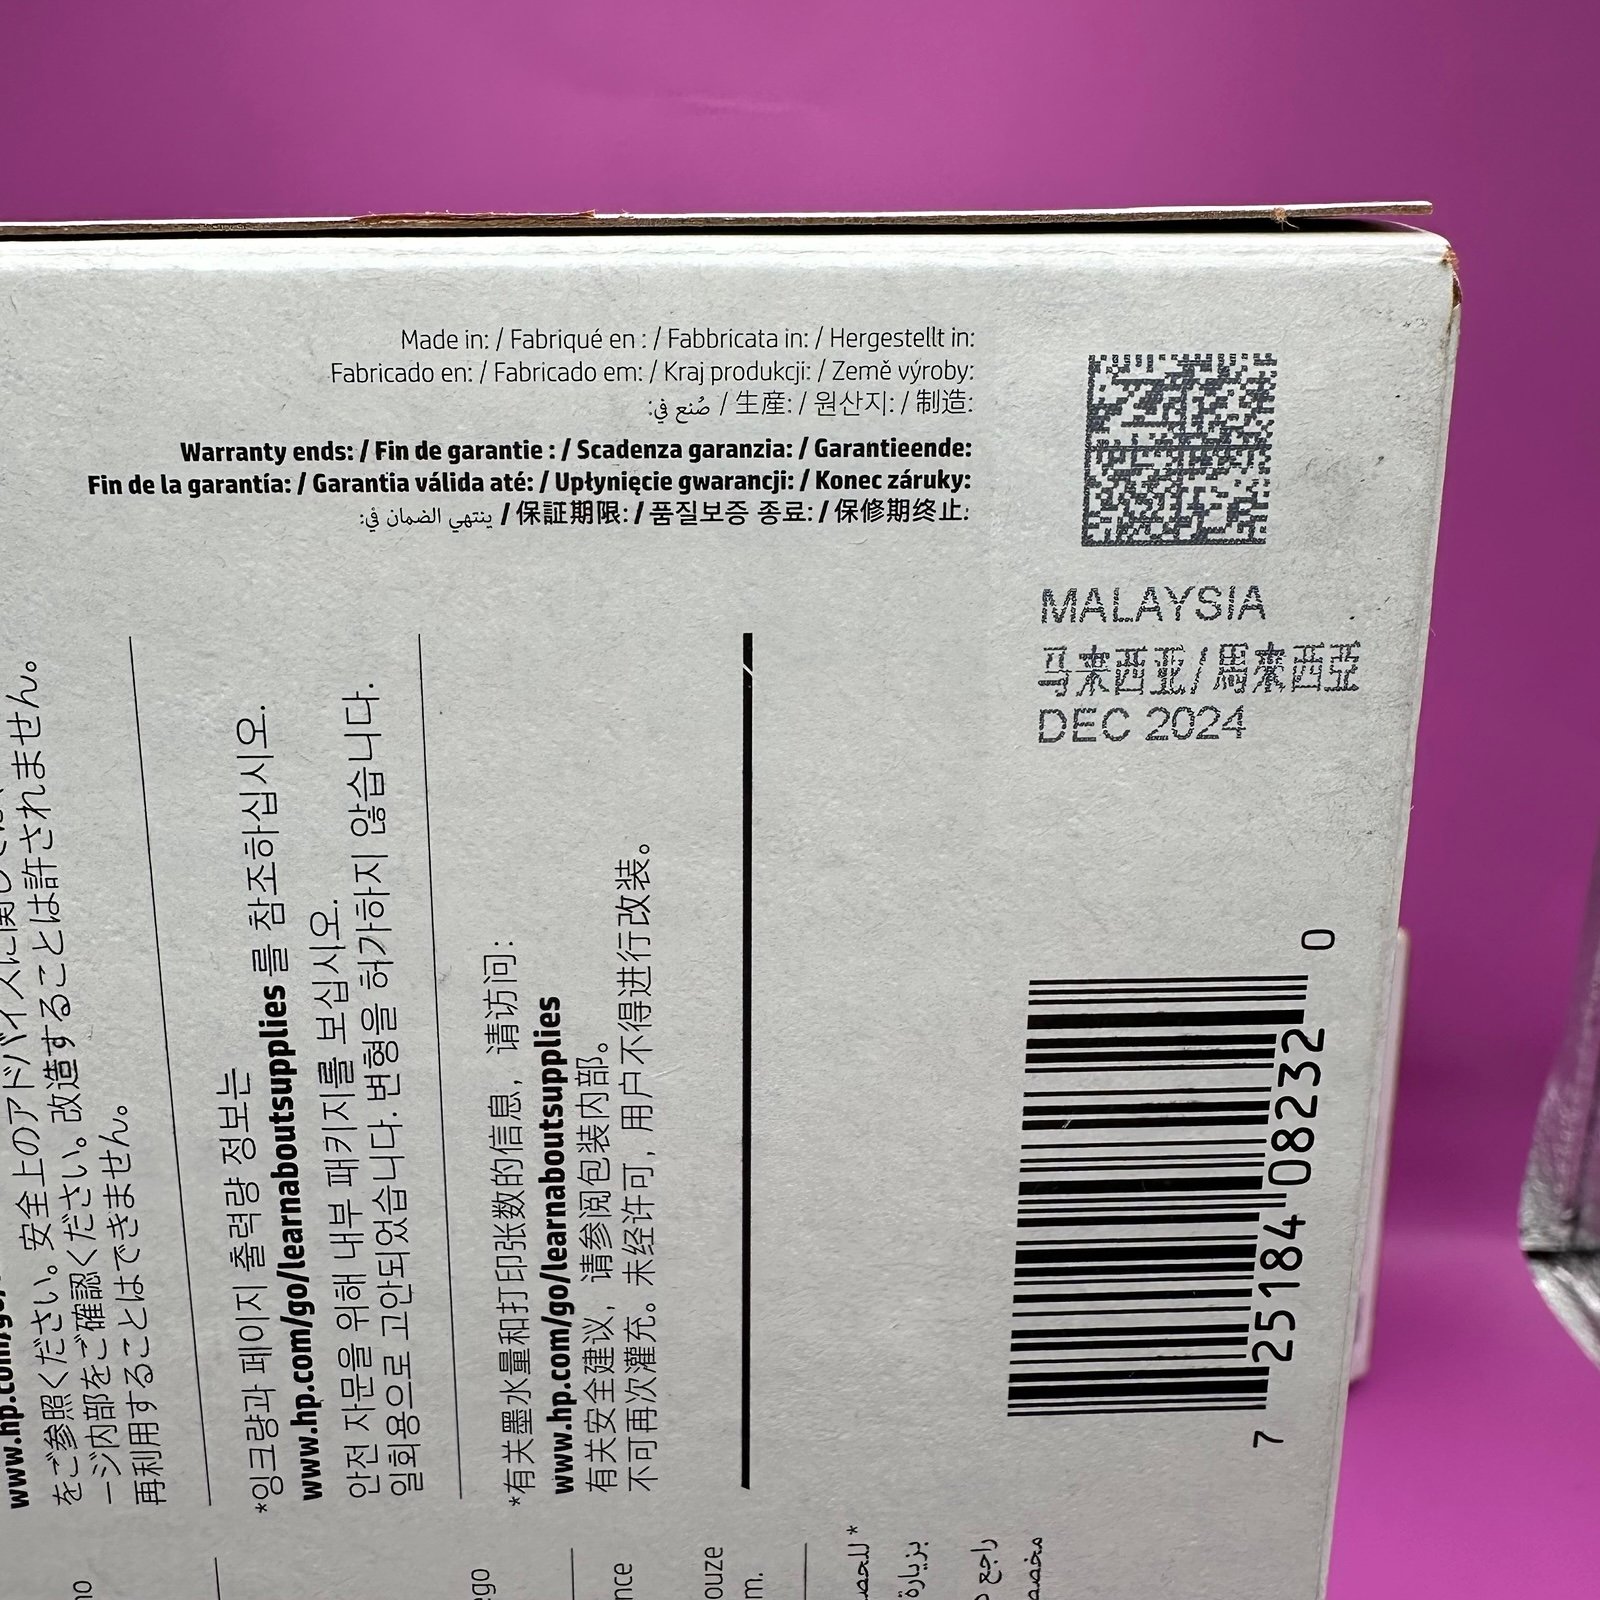 Made in: / Fabriqué en : / Fabbricata in: / Hergestellt in:
Fabricado en: / Fabricado em: / Kraj produkcji: / Země výroby:
صُنع في: / 生産: / 원산지: / 制造:
Warranty ends: / Fin de garantie : / Scadenza garanzia: / Garantieende:
Fin de la garantía: / Garantia válida até: / Upłynięcie gwarancji: / Konec záruky:
ينتهي الضمان في: / 保証期限: / 품질보증 종료: / 保修期终止:
MALAYSIA
马来西亚/馬來西亞
DEC 2024
をご参照ください。安全上のアドバイスに関し
ージ内部をご確認ください。改造することは許されません。
再利用することはできません。
*잉크량과 페이지 출력량 정보는
www.hp.com/go/learnaboutsupplies 를 참조하십시오.
안전 자문을 위해 내부 패키지를 보십시오.
일회용으로 고안되었습니다. 변형을 허가하지 않습니다.
*有关墨水量和打印张数的信息，请访问：
www.hp.com/go/learnaboutsupplies
有关安全建议，请参阅包装内部。
不可再次灌充。未经许可，用户不得进行改装。
7 25184 08232 0
بزيارة
راجع